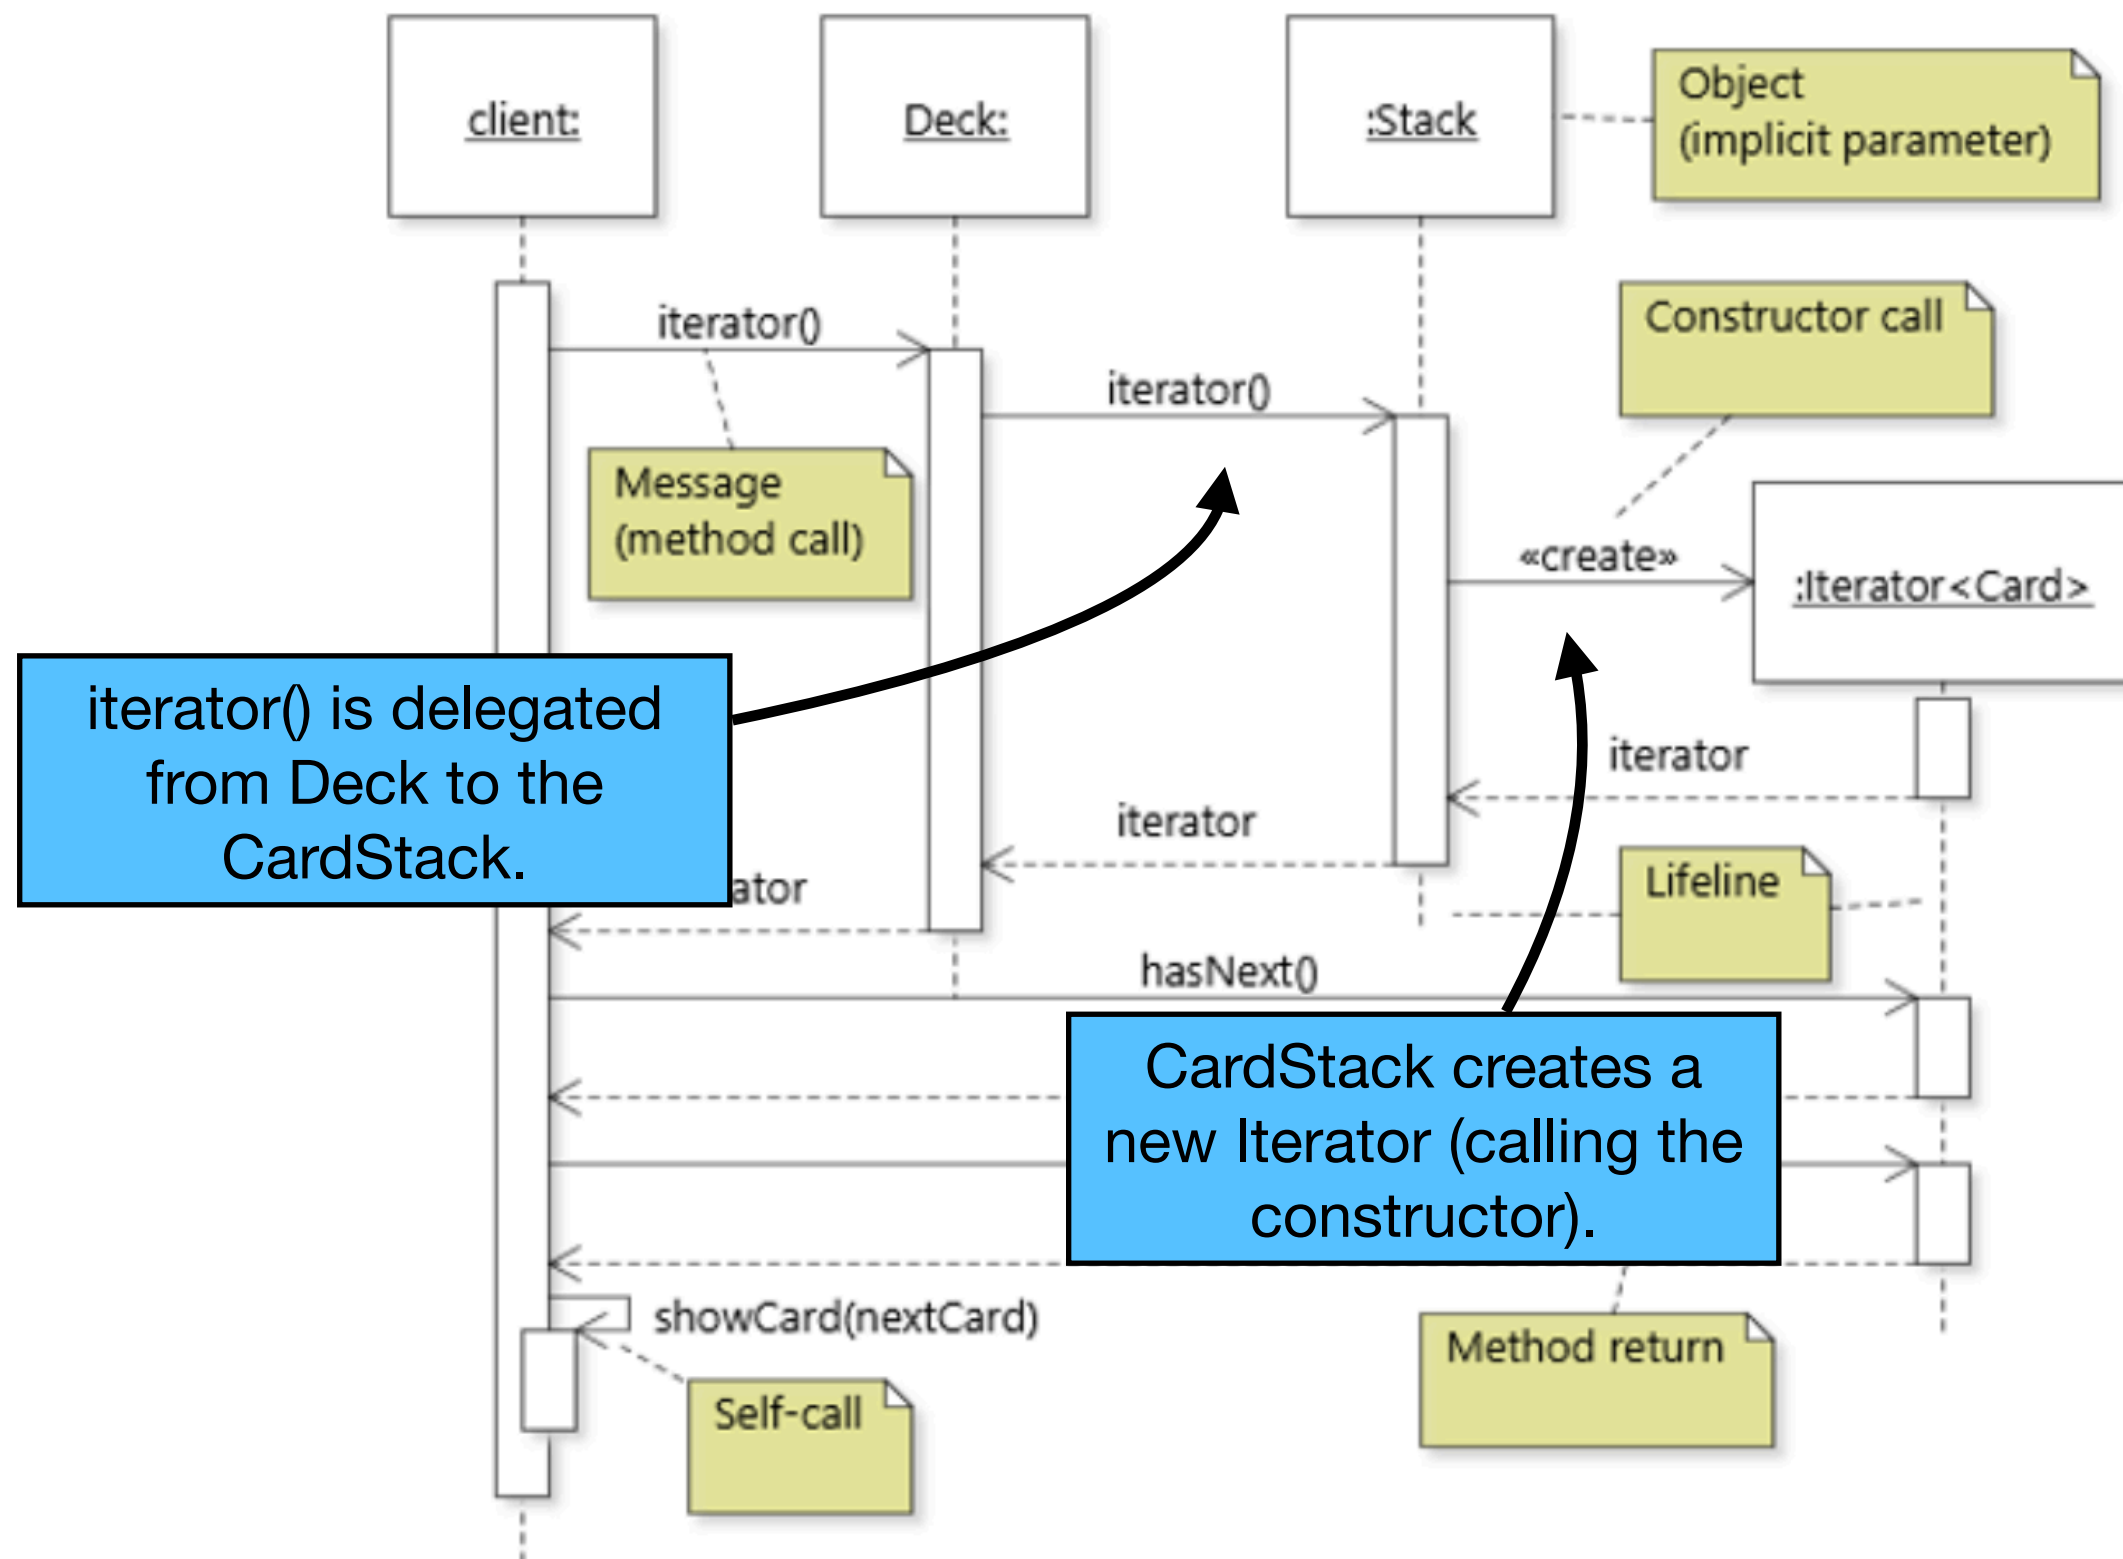 client:
Deck:
:Stack
Object
(implicit parameter)
iterator()
Constructor call
iterator()
Message
(method call)
«create»
:Iterator<Card>
iterator() is delegated
from Deck to the
CardStack.
iterator
iterator
ator
Lifeline
hasNext()
CardStack creates a
new Iterator (calling the
constructor).
showCard(nextCard)
Method return
Self-call